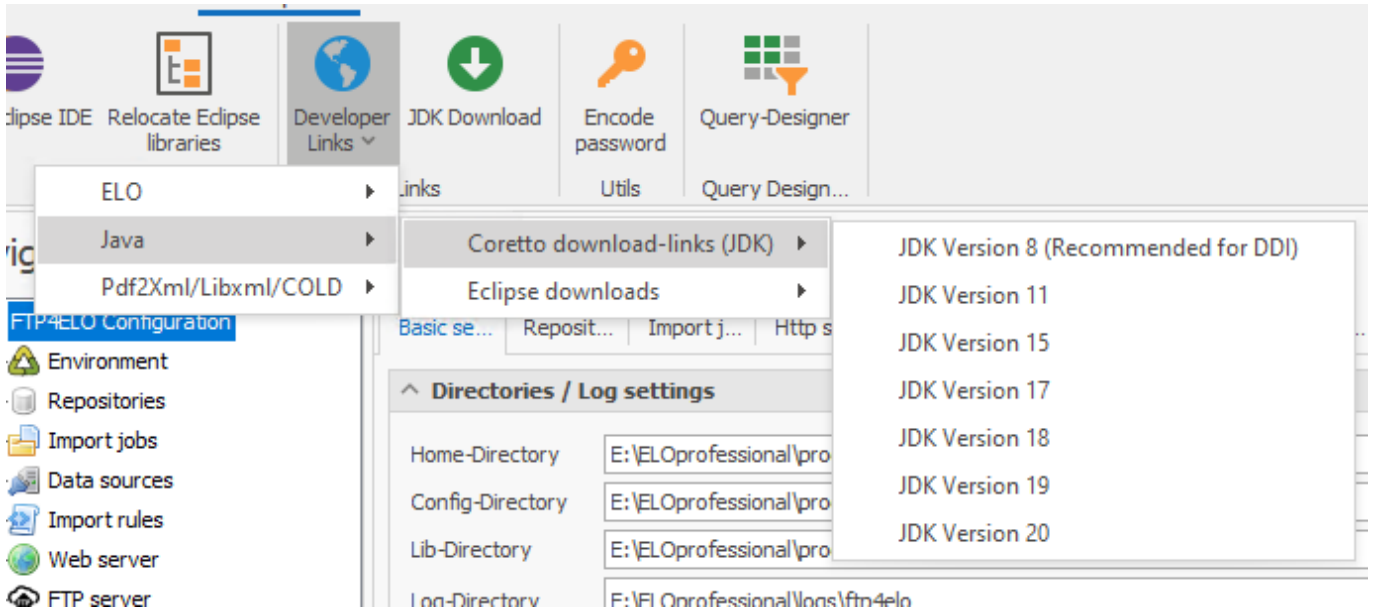 IDE Relocate Eclipse libraries
Developer Links
JDK Download
Encode password
Query-Designer
Utils
Query Design...
ELO
Java
Pdf2Xml/Libxml/COLD
Coretto download-links (JDK)
Eclipse downloads
JDK Version 8 (Recommended for DDI)
JDK Version 11
JDK Version 15
JDK Version 17
JDK Version 18
JDK Version 19
JDK Version 20
FTP4ELO Configuration
Environment
Repositories
Import jobs
Data sources
Import rules
Web server
FTP server
Basic se... Reposit... Import j... Http s
Directories / Log settings
Home-Directory E:\ELOprofessional\pro
Config-Directory E:\ELOprofessional\pro
Lib-Directory E:\ELOprofessional\pro
Log-Directory E:\ELOprofessional\logs\ftp4elo